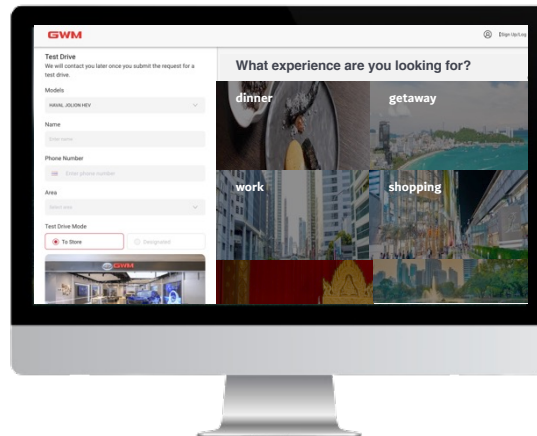 GWM
Sign Up/Log
Test Drive
We will contact you later once you submit the request for a
test drive.
Models
HAVAL JOLION HEV
Name
Enter name
Phone Number
Enter phone number
Area
Select area
Test Drive Mode
To Store
Designated
GWM
What experience are you looking for?
dinner
getaway
work
shopping